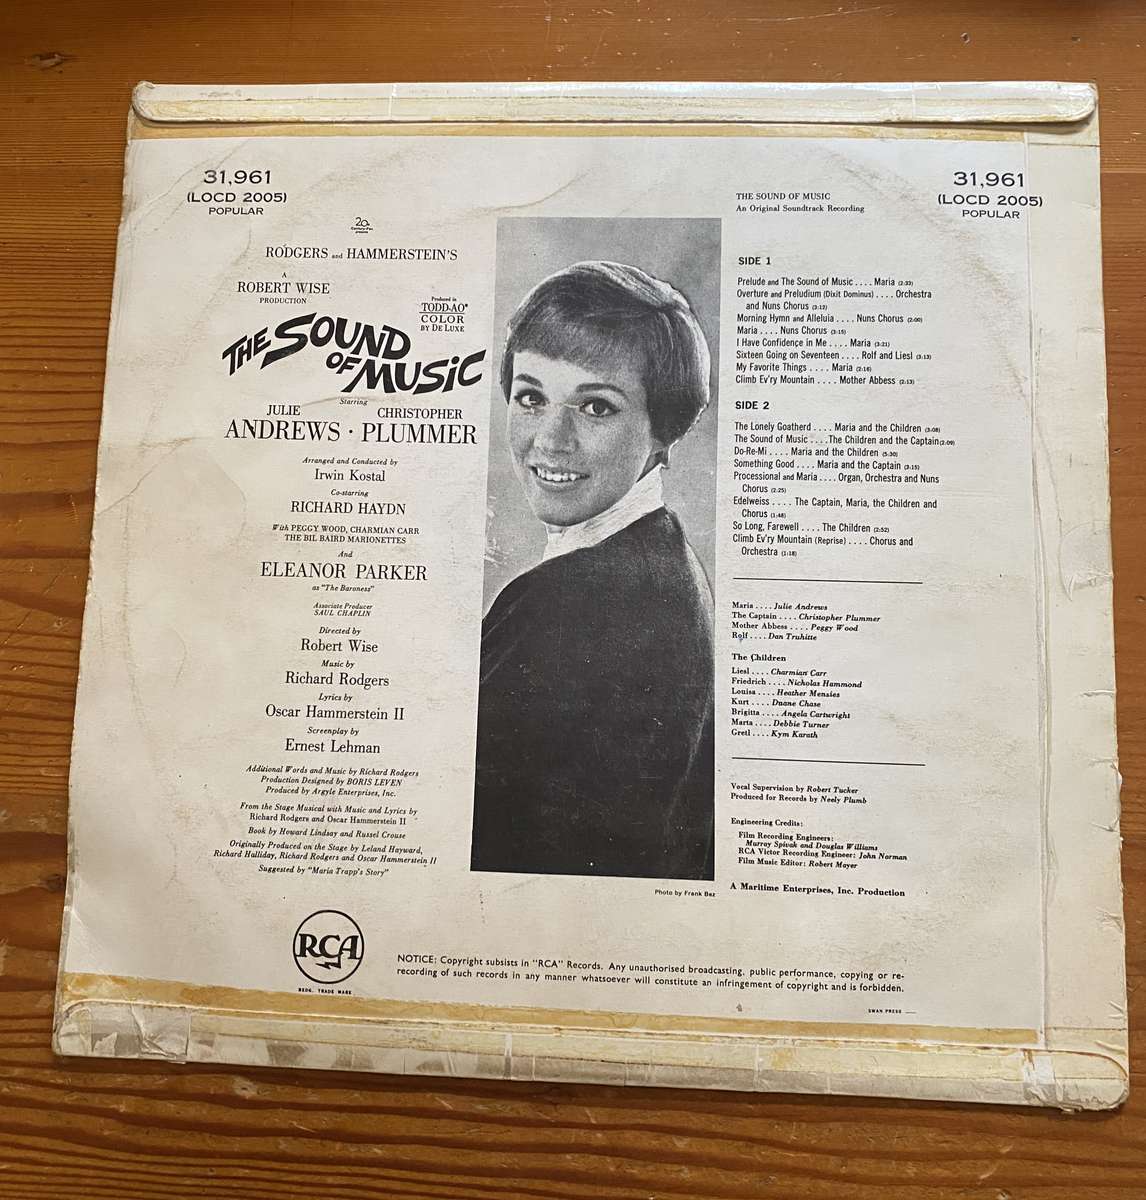 31,961
(LOCD 2005)
POPULAR
20th
Century-Fox
presents
RODGERS and HAMMERSTEIN'S
A
ROBERT WISE
PRODUCTION
Produced in
TODD-AO®
COLOR
BY DE LUXE
THE SOUND
OF MUSIC
Starring
JULIE CHRISTOPHER
ANDREWS · PLUMMER
Arranged and Conducted by
Irwin Kostal
Co-starring
RICHARD HAYDN
With PEGGY WOOD, CHARMIAN CARR
THE BIL BAIRD MARIONETTES
And
ELEANOR PARKER
as "The Baroness"
Associate Producer
SAUL CHAPLIN
Directed by
Robert Wise
Music by
Richard Rodgers
Lyrics by
Oscar Hammerstein II
Screenplay by
Ernest Lehman
Additional Words and Music by Richard Rodgers
Production Designed by BORIS LEVEN
Produced by Argyle Enterprises, Inc.
From the Stage Musical with Music and Lyrics by
Richard Rodgers and Oscar Hammerstein II
Book by Howard Lindsay and Russel Crouse
Originally Produced on the Stage by Leland Hayward,
Richard Halliday, Richard Rodgers and Oscar Hammerstein II
Suggested by "Maria Trapp's Story"
Photo by Frank Bez
THE SOUND OF MUSIC
An Original Soundtrack Recording
31,961
(LOCD 2005)
POPULAR
SIDE 1
Prelude and The Sound of Music . . . . Maria (2:33)
Overture and Preludium (Dixit Dominus) . . . . Orchestra
and Nuns Chorus (3:12)
Morning Hymn and Alleluia . . . . Nuns Chorus (2:00)
Maria . . . . Nuns Chorus (3:15)
I Have Confidence in Me . . . . Maria (3:21)
Sixteen Going on Seventeen . . . . Rolf and Liesl (3:13)
My Favorite Things . . . . Maria (2:16)
Climb Ev'ry Mountain . . . . Mother Abbess (2:13)
SIDE 2
The Lonely Goatherd . . . . Maria and the Children (3:08)
The Sound of Music . . . . The Children and the Captain (2:09)
Do-Re-Mi . . . . Maria and the Children (5:30)
Something Good . . . . Maria and the Captain (3:15)
Processional and Maria . . . . Organ, Orchestra and Nuns
Chorus (2:25)
Edelweiss . . . . The Captain, Maria, the Children and
Chorus (1:48)
So Long, Farewell . . . . The Children (2:52)
Climb Ev'ry Mountain (Reprise) . . . . Chorus and
Orchestra (1:18)
Maria . . . . Julie Andrews
The Captain . . . . Christopher Plummer
Mother Abbess . . . . Peggy Wood
Rolf . . . . Dan Truhitte
The Children
Liesl . . . . Charmian Carr
Friedrich . . . . Nicholas Hammond
Louisa . . . . Heather Menzies
Kurt . . . . Duane Chase
Brigitta . . . . Angela Cartwright
Marta . . . . Debbie Turner
Gretl . . . . Kym Karath
Vocal Supervision by Robert Tucker
Produced for Records by Neely Plumb
Engineering Credits:
Film Recording Engineers:
Murray Spivak and Douglas Williams
RCA Victor Recording Engineer: John Norman
Film Music Editor: Robert Mayer
A Maritime Enterprises, Inc. Production
RCA
REDG. TRADE MARK
NOTICE: Copyright subsists in "RCA" Records. Any unauthorised broadcasting, public performance, copying or re-
recording of such records in any manner whatsoever will constitute an infringement of copyright and is forbidden.
SWAN PRESS